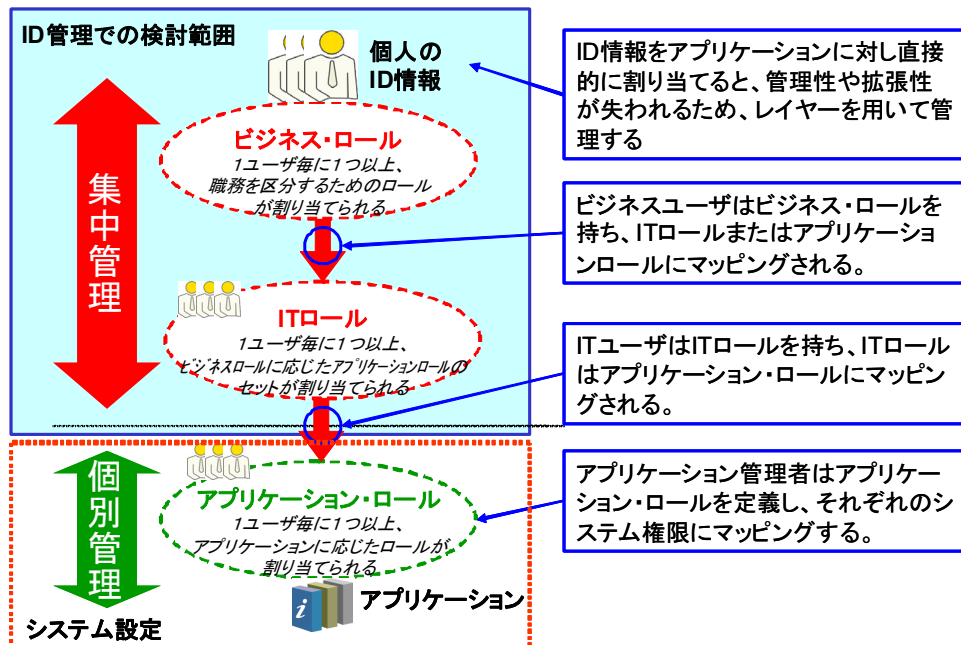 ID管理での検討範囲
個人の
ID情報
ビジネス・ロール
1ユーザ毎に1つ以上、
職務を区分するためのロール
が割り当てられる
集中管理
ITロール
1ユーザ毎に1つ以上、
ビジネスロールに応じたアプリケーションロールの
セットが割り当てられる
個別管理
アプリケーション・ロール
1ユーザ毎に1つ以上、
アプリケーションに応じたロールが
割り当てられる
i
アプリケーション
システム設定
ID情報をアプリケーションに対し直接
的に割り当てると、管理性や拡張性
が失われるため、レイヤーを用いて管
理する
ビジネスユーザはビジネス・ロールを
持ち、ITロールまたはアプリケーショ
ンロールにマッピングされる。
ITユーザはITロールを持ち、ITロール
はアプリケーション・ロールにマッピン
グされる。
アプリケーション管理者はアプリケー
ション・ロールを定義し、それぞれのシ
ステム権限にマッピングする。